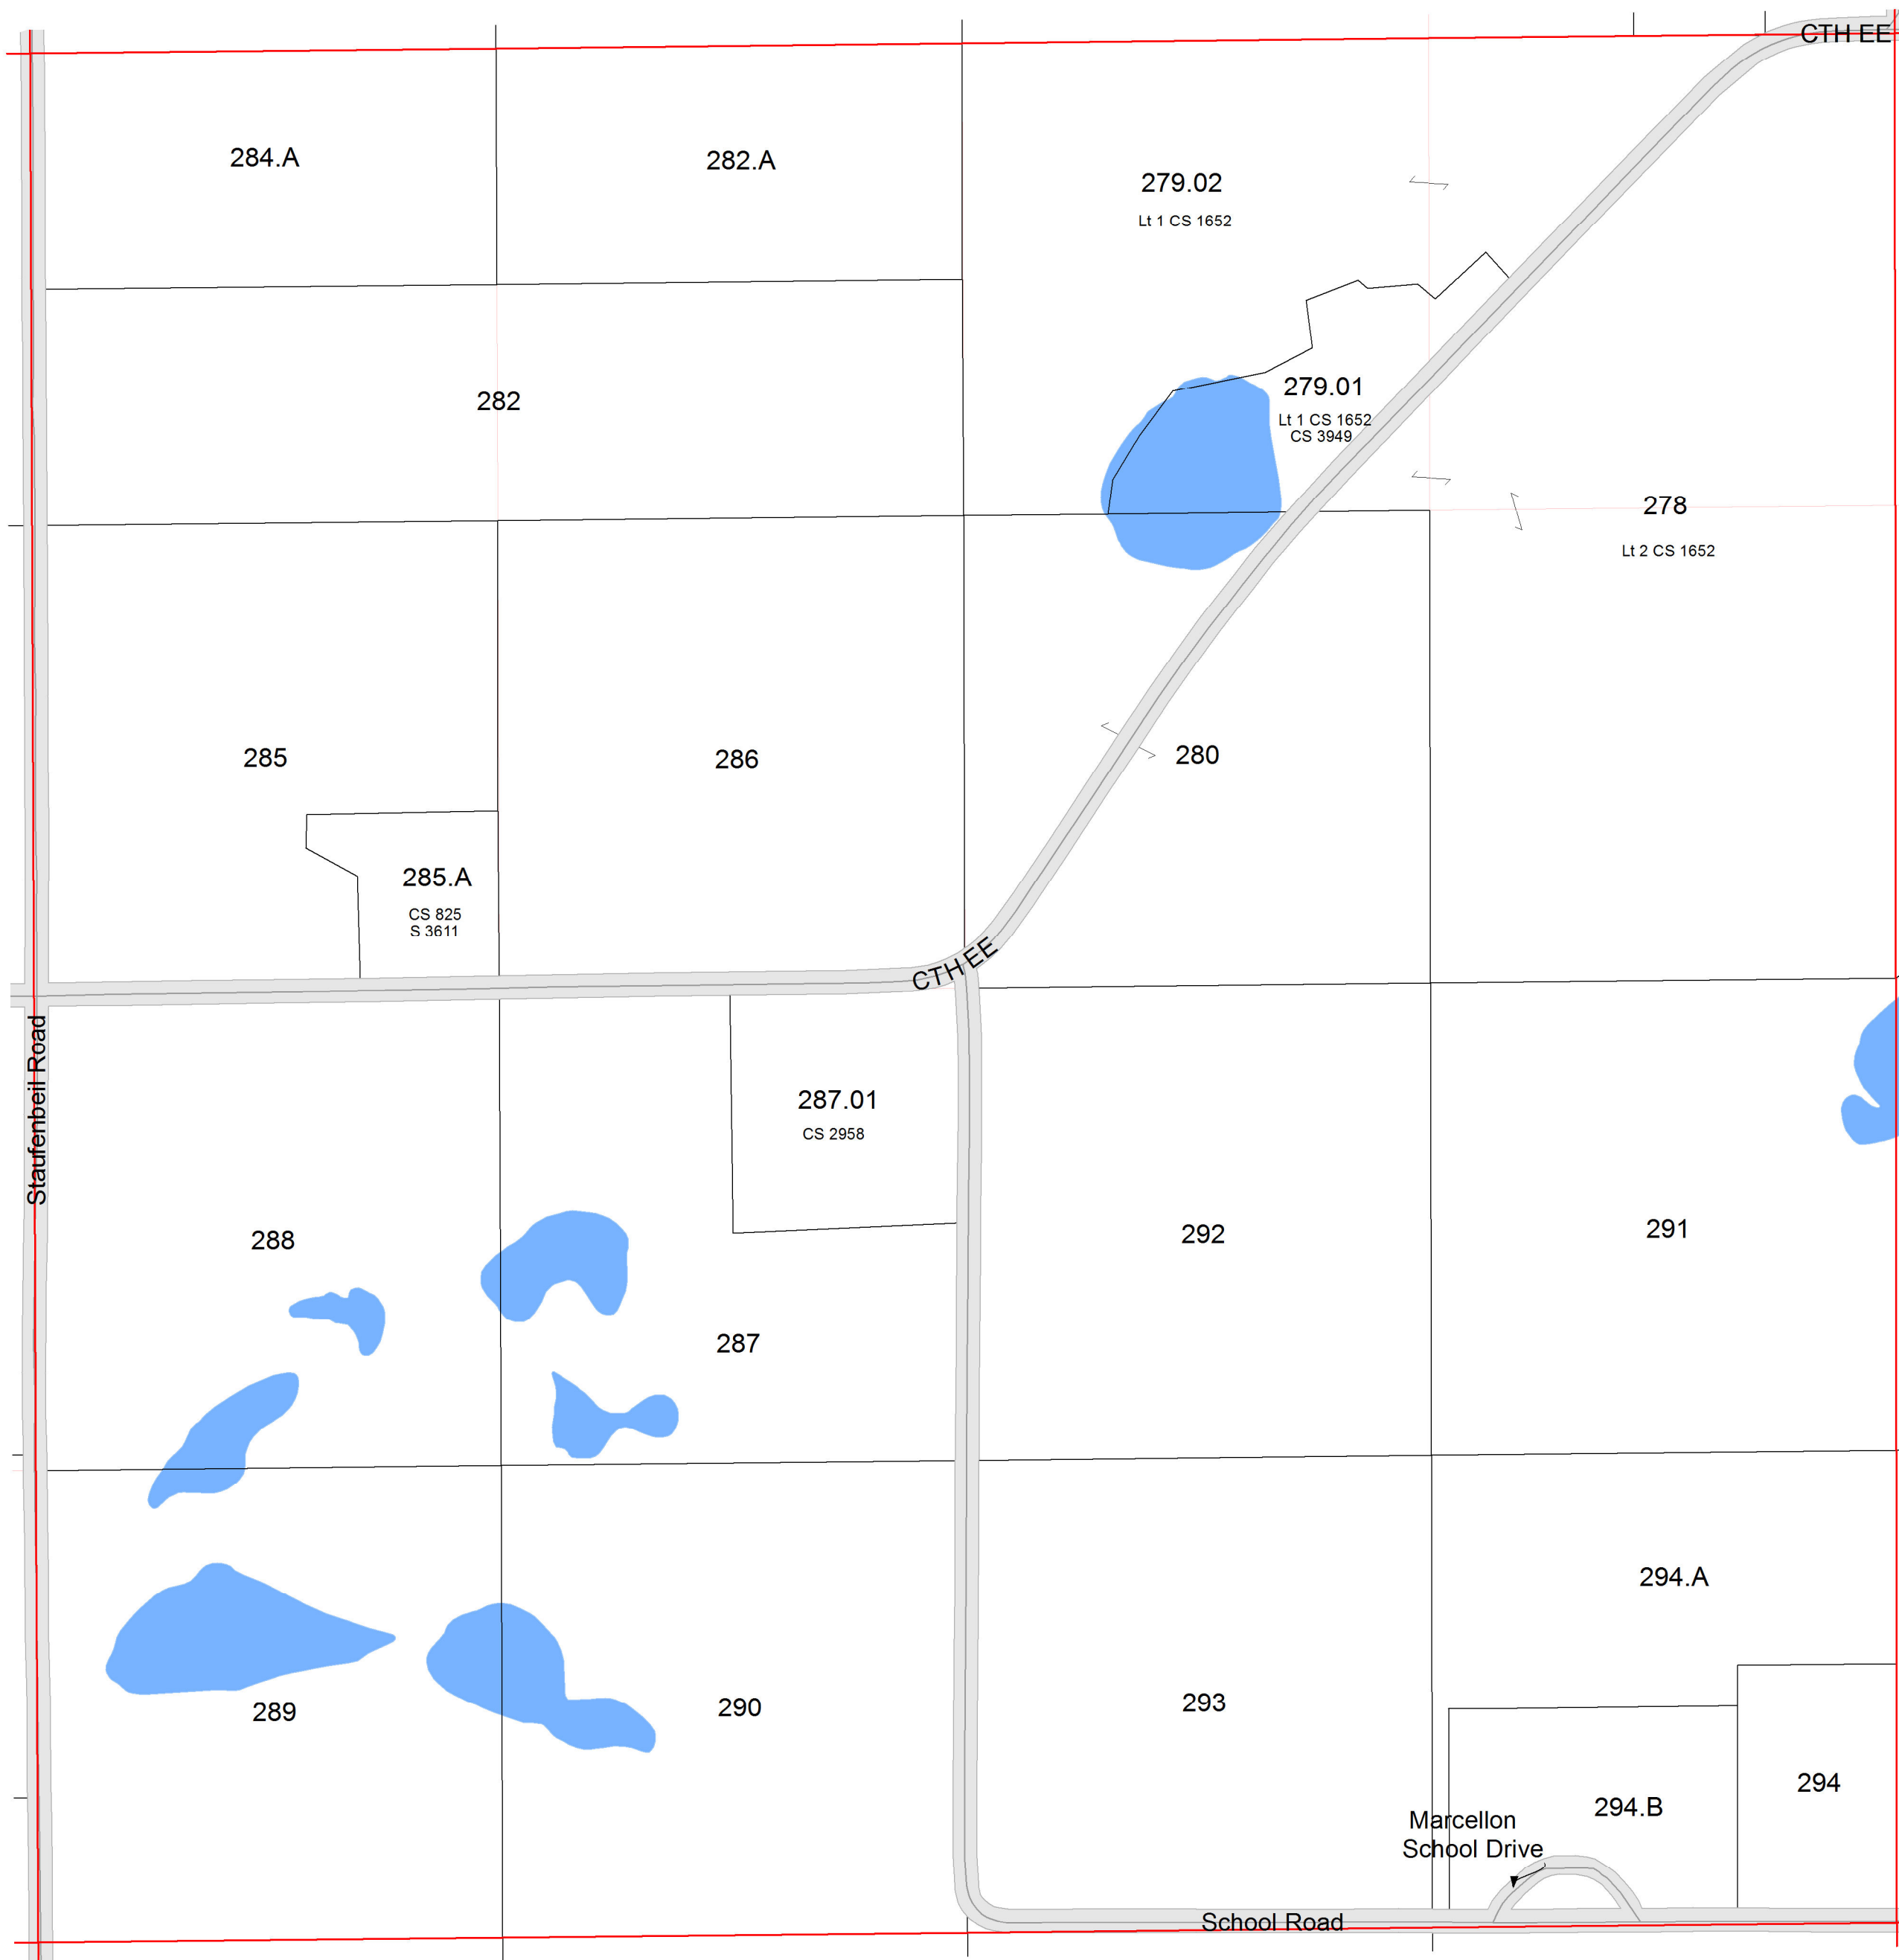 CTH EE
284.A
282.A
279.02
Lt 1 CS 1652
279.01
Lt 1 CS 1652
CS 3949
282
278
Lt 2 CS 1652
285
286
280
285.A
CS 825
S 3611
CTH EE
Staufenbeil Road
287.01
CS 2958
288
292
291
287
294.A
289
290
293
294
294.B
Marcellon
School Drive
School Road